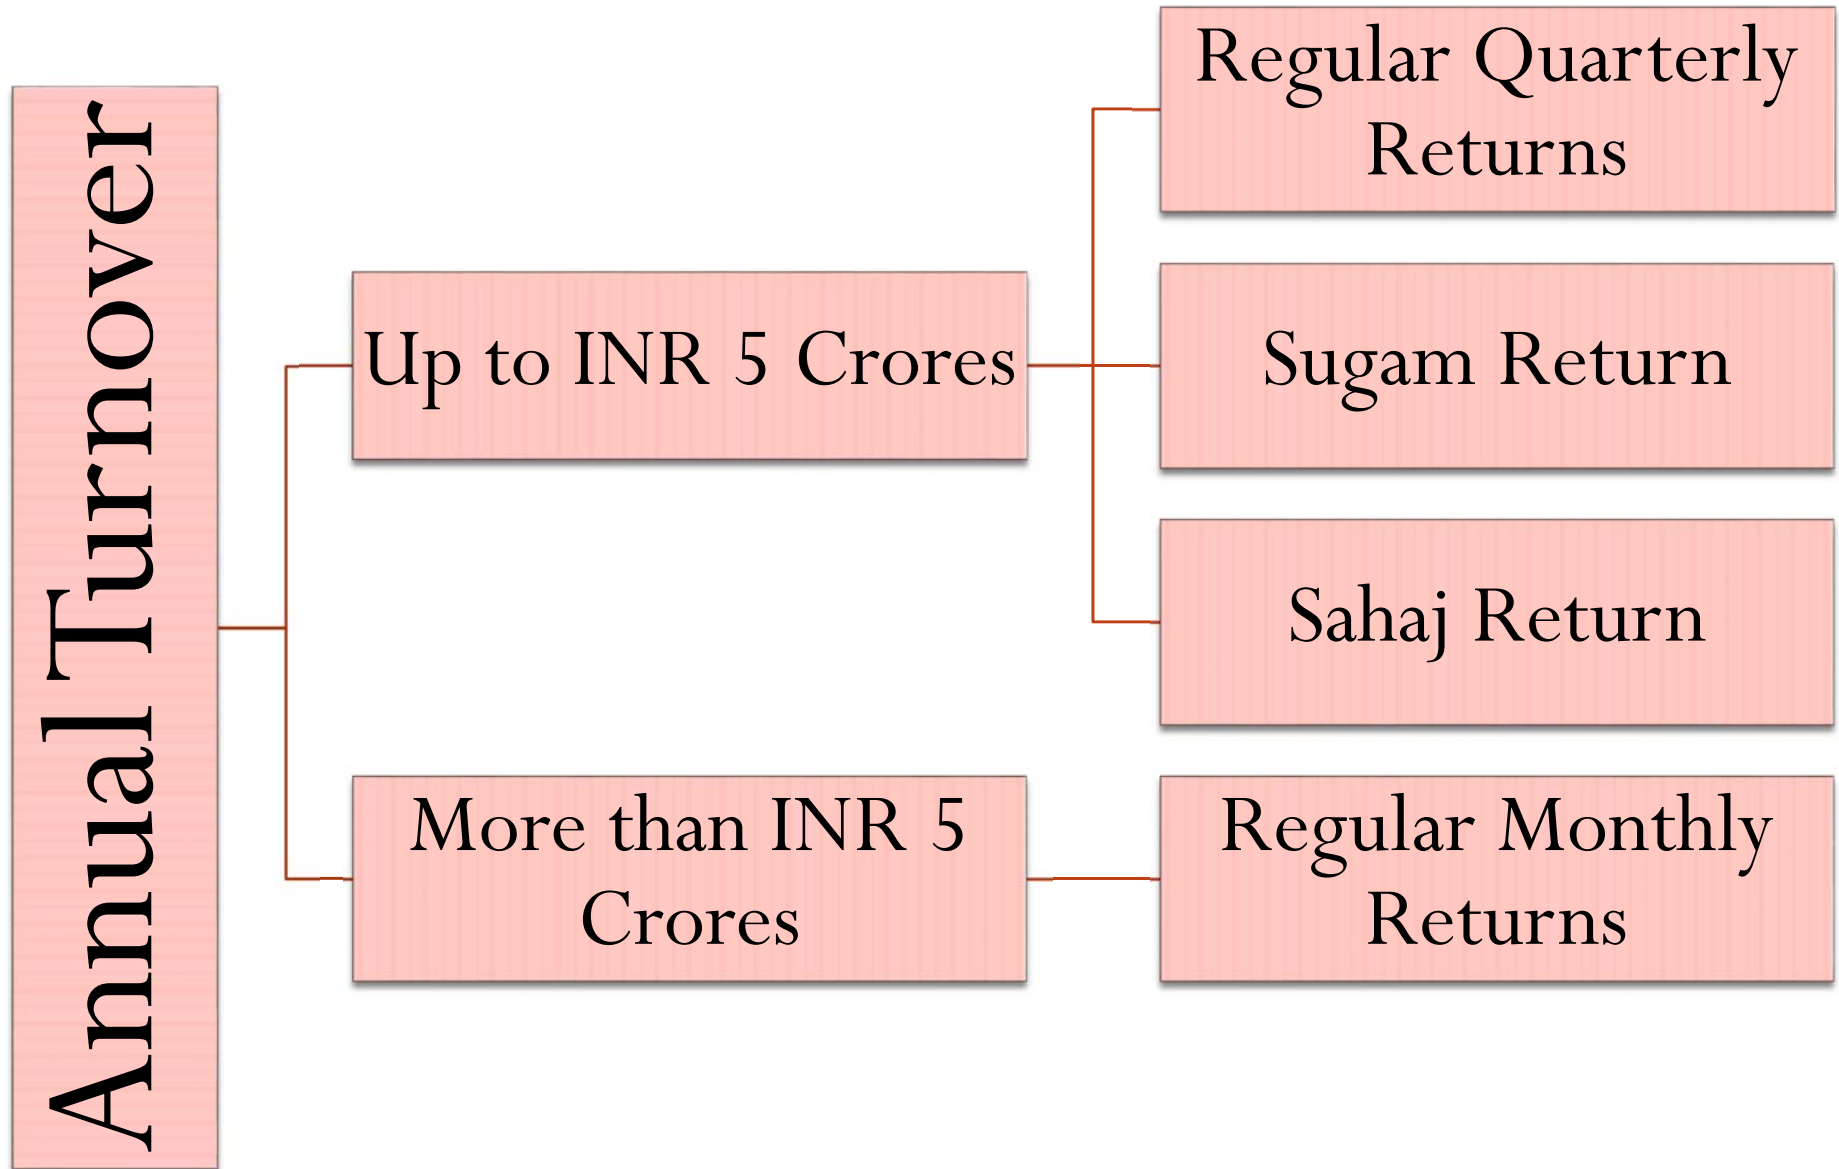 Annual Turnover
Up to INR 5 Crores
Regular Quarterly
Returns
Sugam Return
Sahaj Return
More than INR 5
Crores
Regular Monthly
Returns